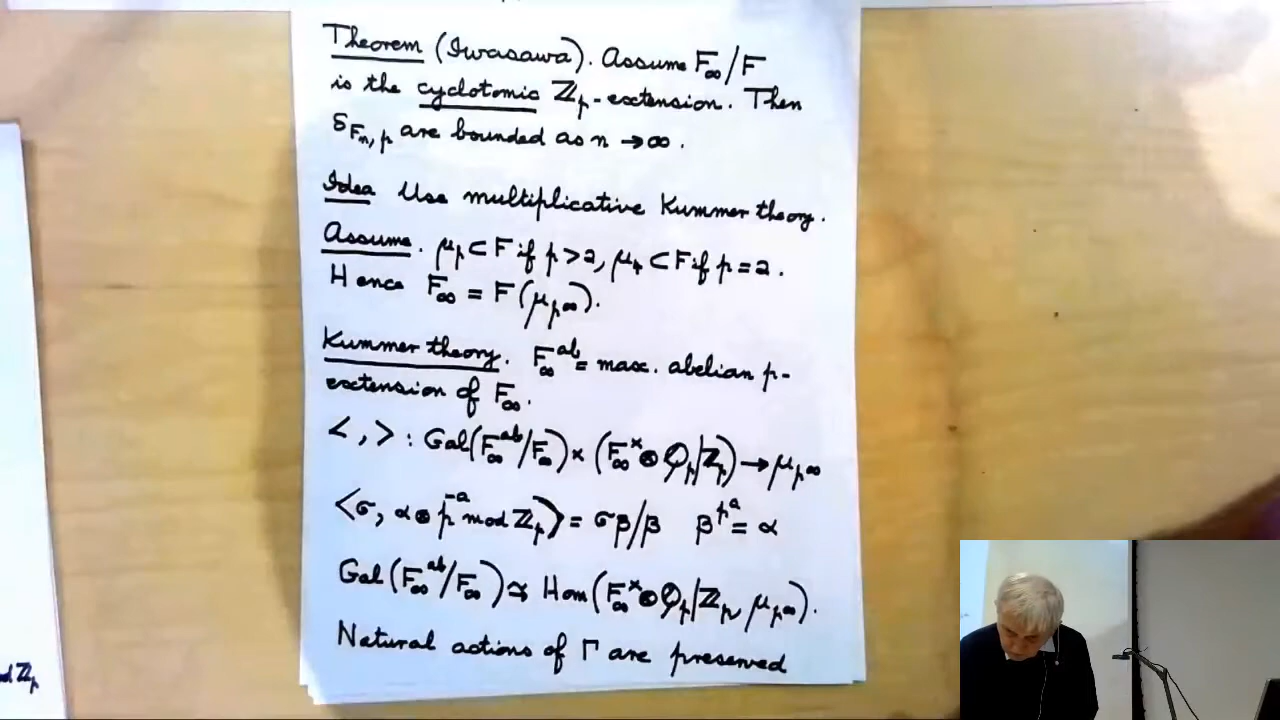 Theorem (Iwasawa). Assume F∞/F
is the cyclotomic ℤp-extension. Then
δFn,p are bounded as n → ∞.
Idea Use multiplicative Kummer theory.
Assume. μp ⊂ F if p > 2, μ4 ⊂ F if p = 2.
Hence F∞ = F(μp∞).
Kummer theory. F∞^ab = max. abelian p-
extension of F∞.
< , > : Gal(F∞^ab/F∞) × (F∞^× ⊗ ℚp/ℤp) → μp∞
<σ, α ⊗ p^-a mod ℤp> = σβ/β β^p^a = α
Gal(F∞^ab/F∞) ≃ Hom(F∞^× ⊗ ℚp/ℤp, μp∞).
Natural actions of Γ are preserved
od ℤp